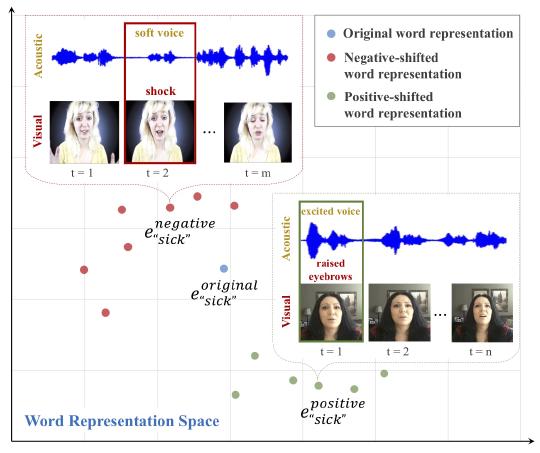 soft voice
Acoustic
shock
Visual
...
t = 1
t = 2
t = m
Original word representation
Negative-shifted
word representation
Positive-shifted
word representation
e^{negative}_{"sick"}
e^{original}_{"sick"}
excited voice
Acoustic
raised
eyebrows
Visual
...
t = 1
t = 2
t = n
e^{positive}_{"sick"}
Word Representation Space